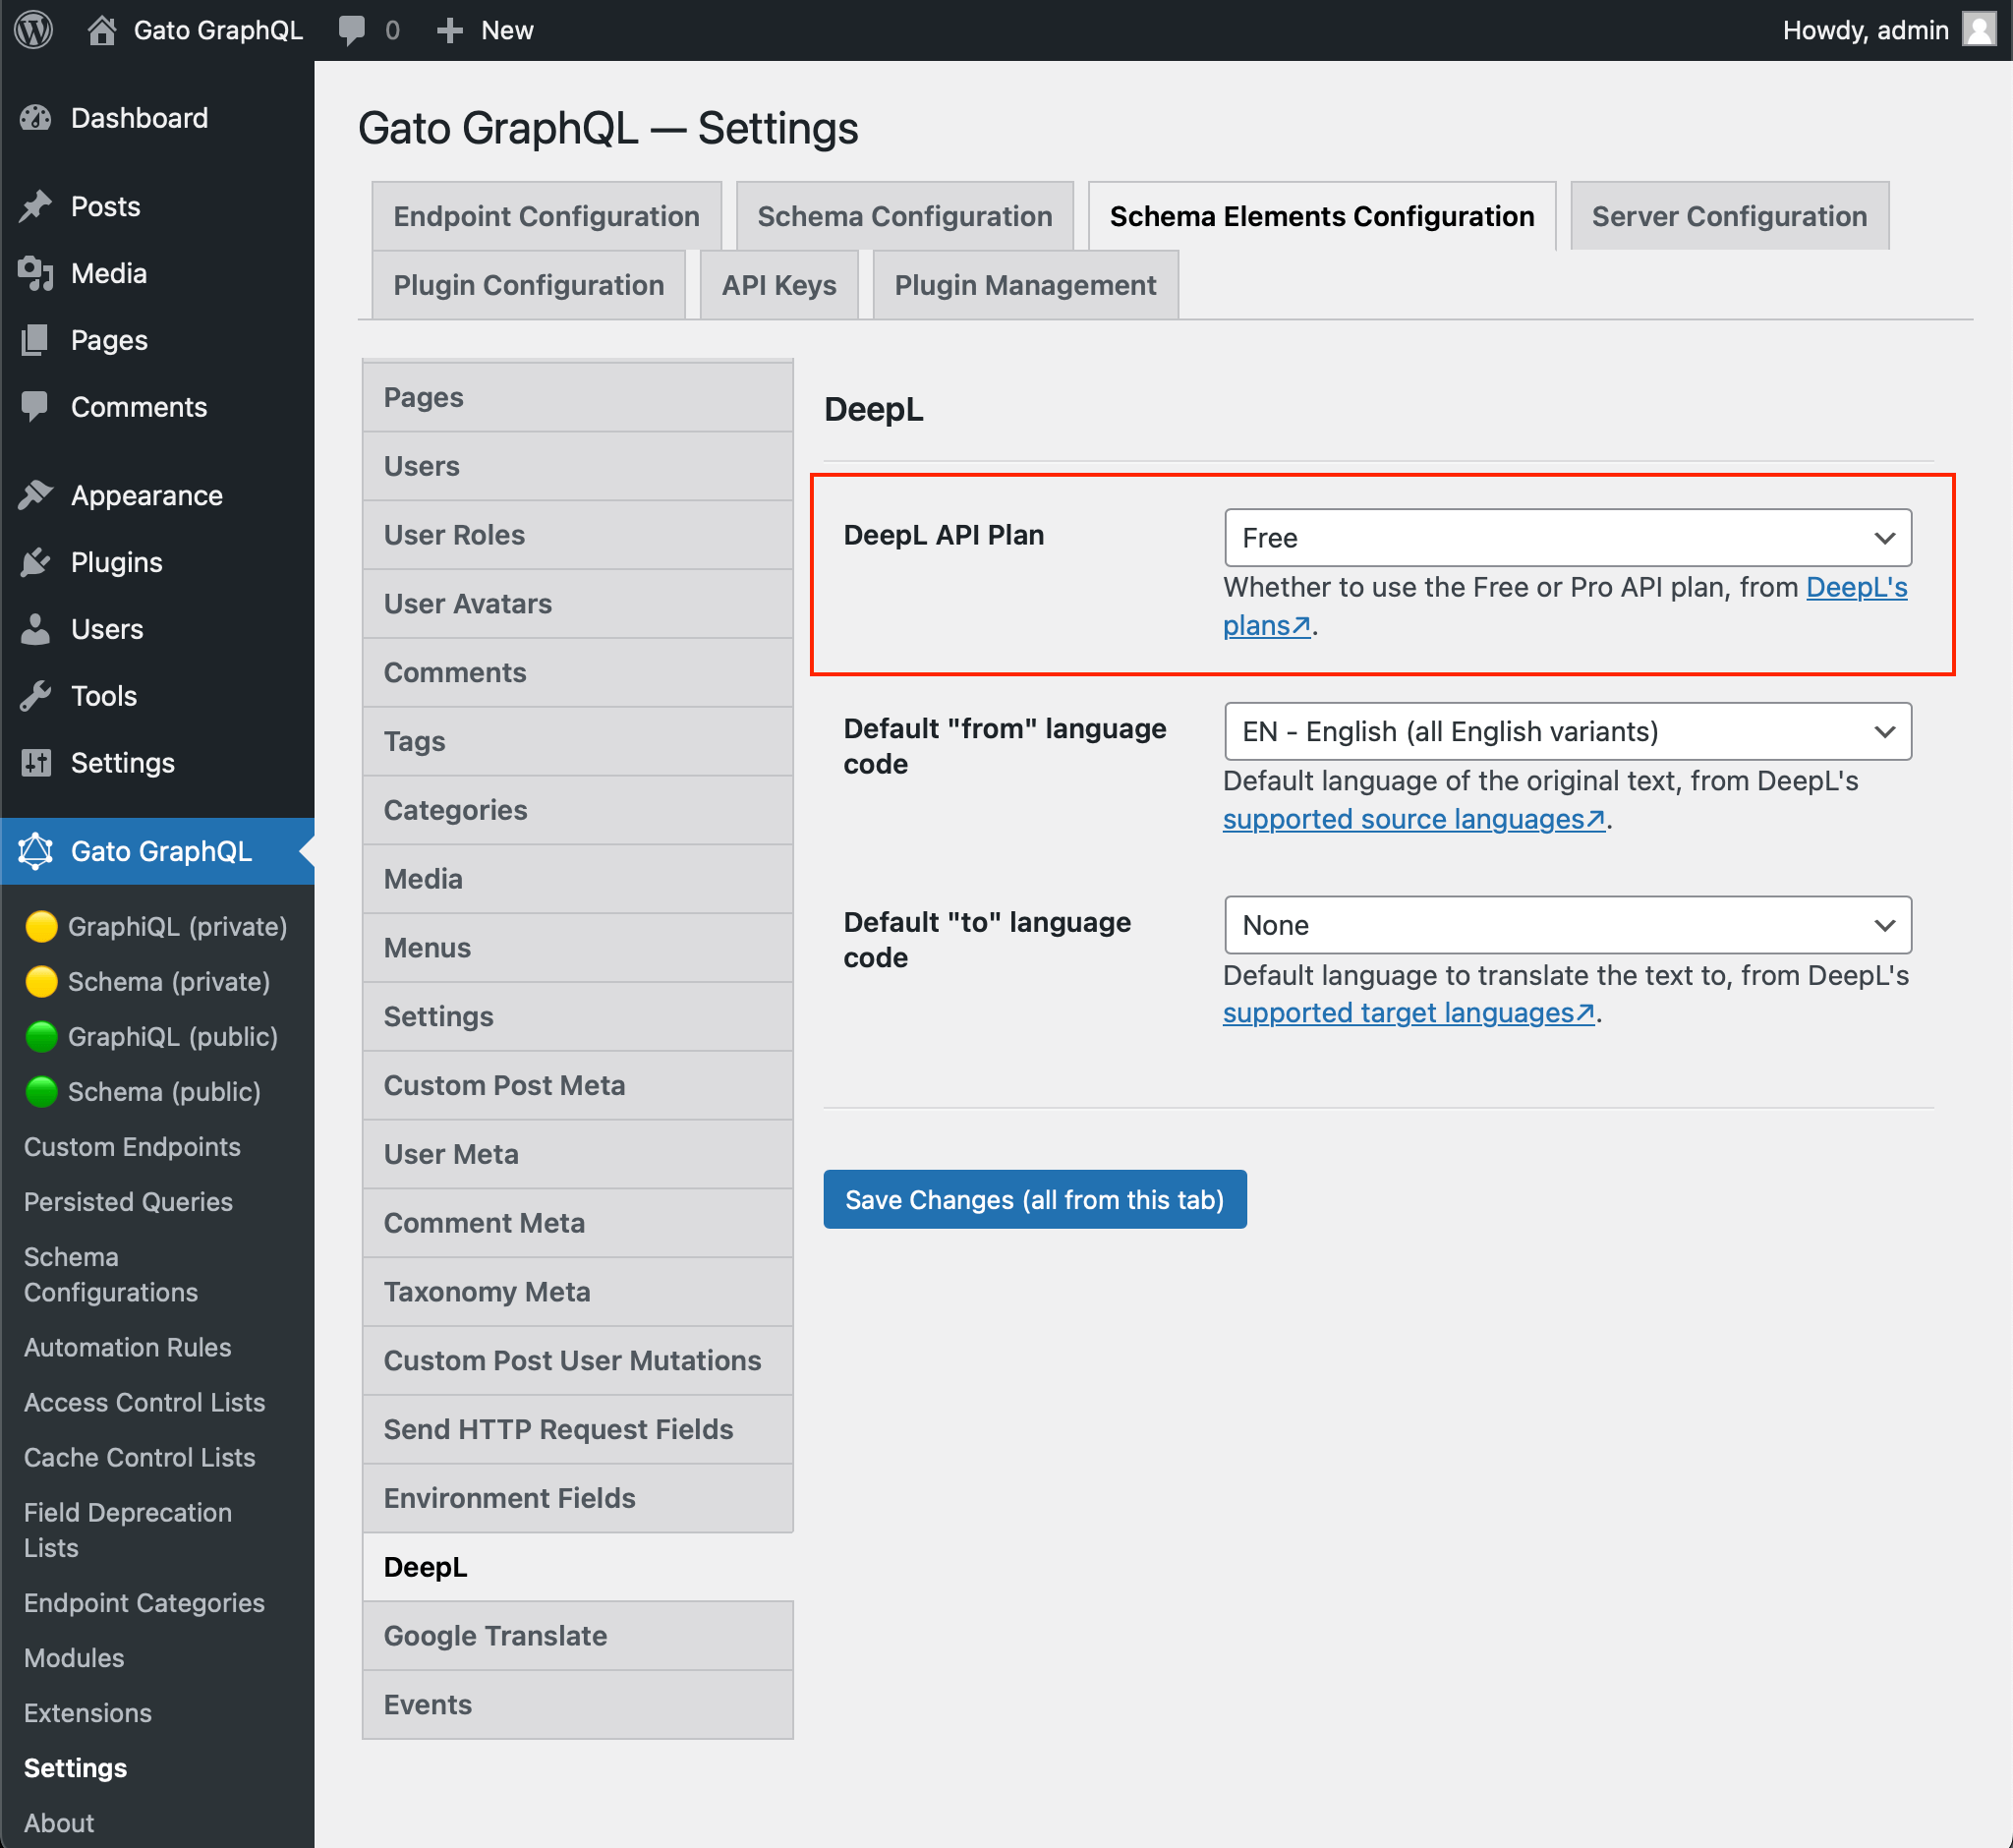 Gato GraphQL
0
New
Howdy, admin
Dashboard
Posts
Media
Pages
Comments
Appearance
Plugins
Users
Tools
Settings
Gato GraphQL
GraphiQL (private)
Schema (private)
GraphiQL (public)
Schema (public)
Custom Endpoints
Persisted Queries
Schema
Configurations
Automation Rules
Access Control Lists
Cache Control Lists
Field Deprecation
Lists
Endpoint Categories
Modules
Extensions
Settings
About
Gato GraphQL — Settings
Endpoint Configuration
Schema Configuration
Schema Elements Configuration
Server Configuration
Plugin Configuration
API Keys
Plugin Management
Pages
Users
User Roles
User Avatars
Comments
Tags
Categories
Media
Menus
Settings
Custom Post Meta
User Meta
Comment Meta
Taxonomy Meta
Custom Post User Mutations
Send HTTP Request Fields
Environment Fields
DeepL
Google Translate
Events
DeepL
DeepL API Plan
Free
Whether to use the Free or Pro API plan, from DeepL's
plans↗.
Default "from" language
code
EN - English (all English variants)
Default language of the original text, from DeepL's
supported source languages↗.
Default "to" language
code
None
Default language to translate the text to, from DeepL's
supported target languages↗.
Save Changes (all from this tab)